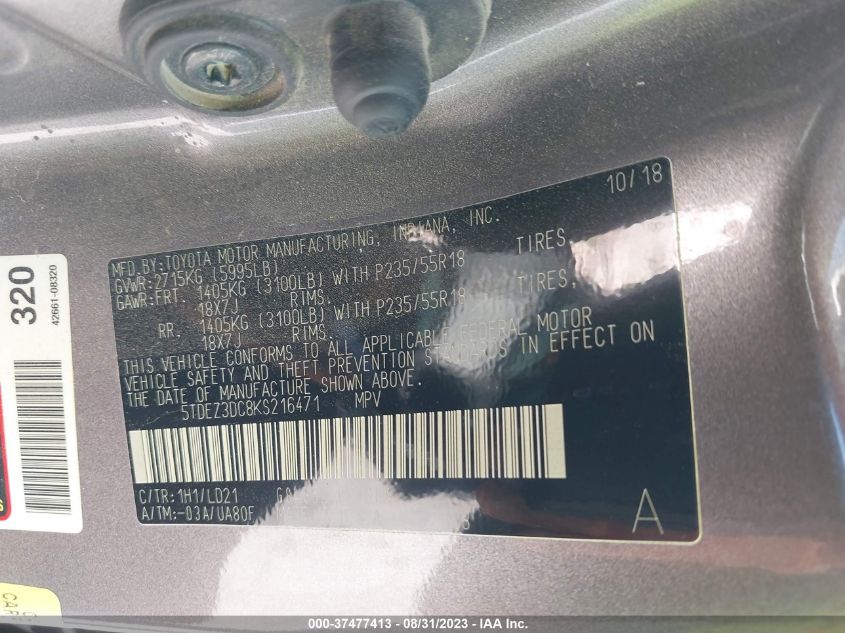 10/18
MFD.BY:TOYOTA MOTOR MANUFACTURING, INDIANA, INC.
GVWR:2715KG (5995LB)
GAWR:FRT. 1405KG (3100LB) WITH P235/55R18 TIRES,
18X7J RIMS.
RR. 1405KG (3100LB) WITH P235/55R18 TIRES,
18X7J RIMS.
THIS VEHICLE CONFORMS TO ALL APPLICABLE FEDERAL MOTOR
VEHICLE SAFETY AND THEFT PREVENTION STANDARDS IN EFFECT ON
THE DATE OF MANUFACTURE SHOWN ABOVE.
5TDEZ3DC8KS216471 MPV
C/TR:1H1/LD21
A/TM:-03A/UA80F
A
320
42661-08320
CAR
000-37477413 - 08/31/2023 - IAA Inc.